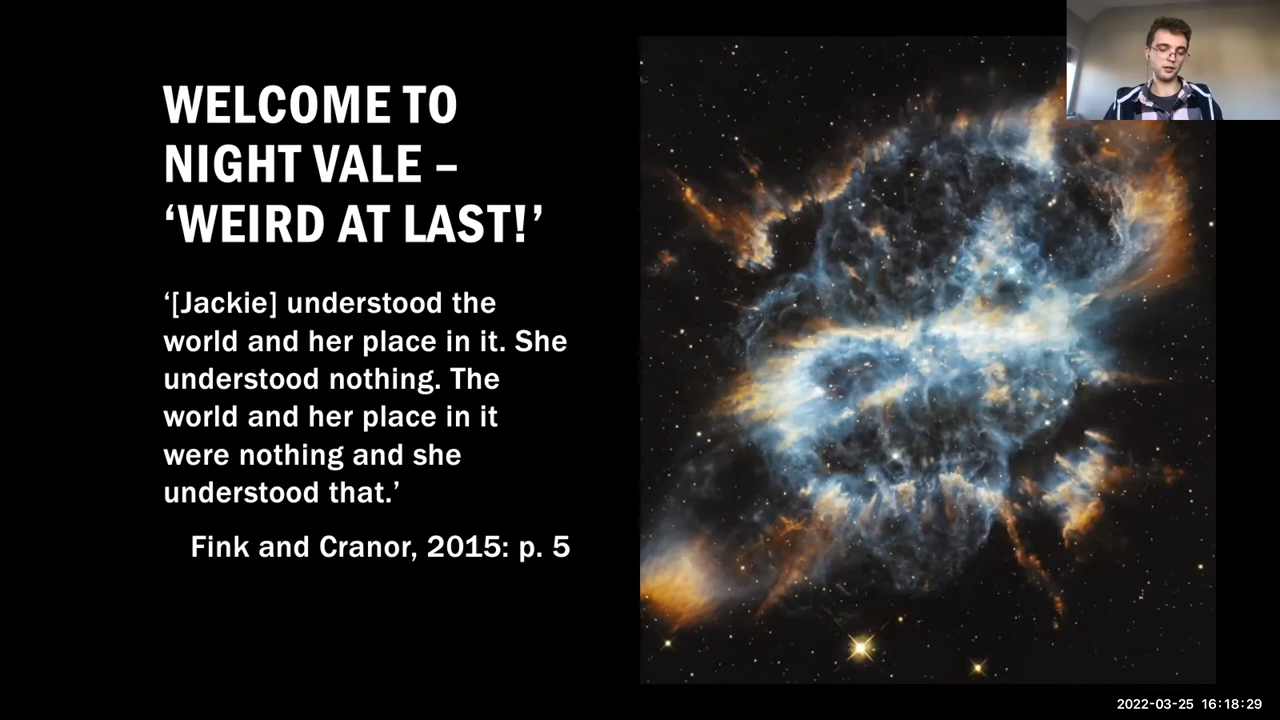 WELCOME TO
NIGHT VALE –
‘WEIRD AT LAST!’
‘[Jackie] understood the
world and her place in it. She
understood nothing. The
world and her place in it
were nothing and she
understood that.’
Fink and Cranor, 2015: p. 5
2022-03-25 16:18:29